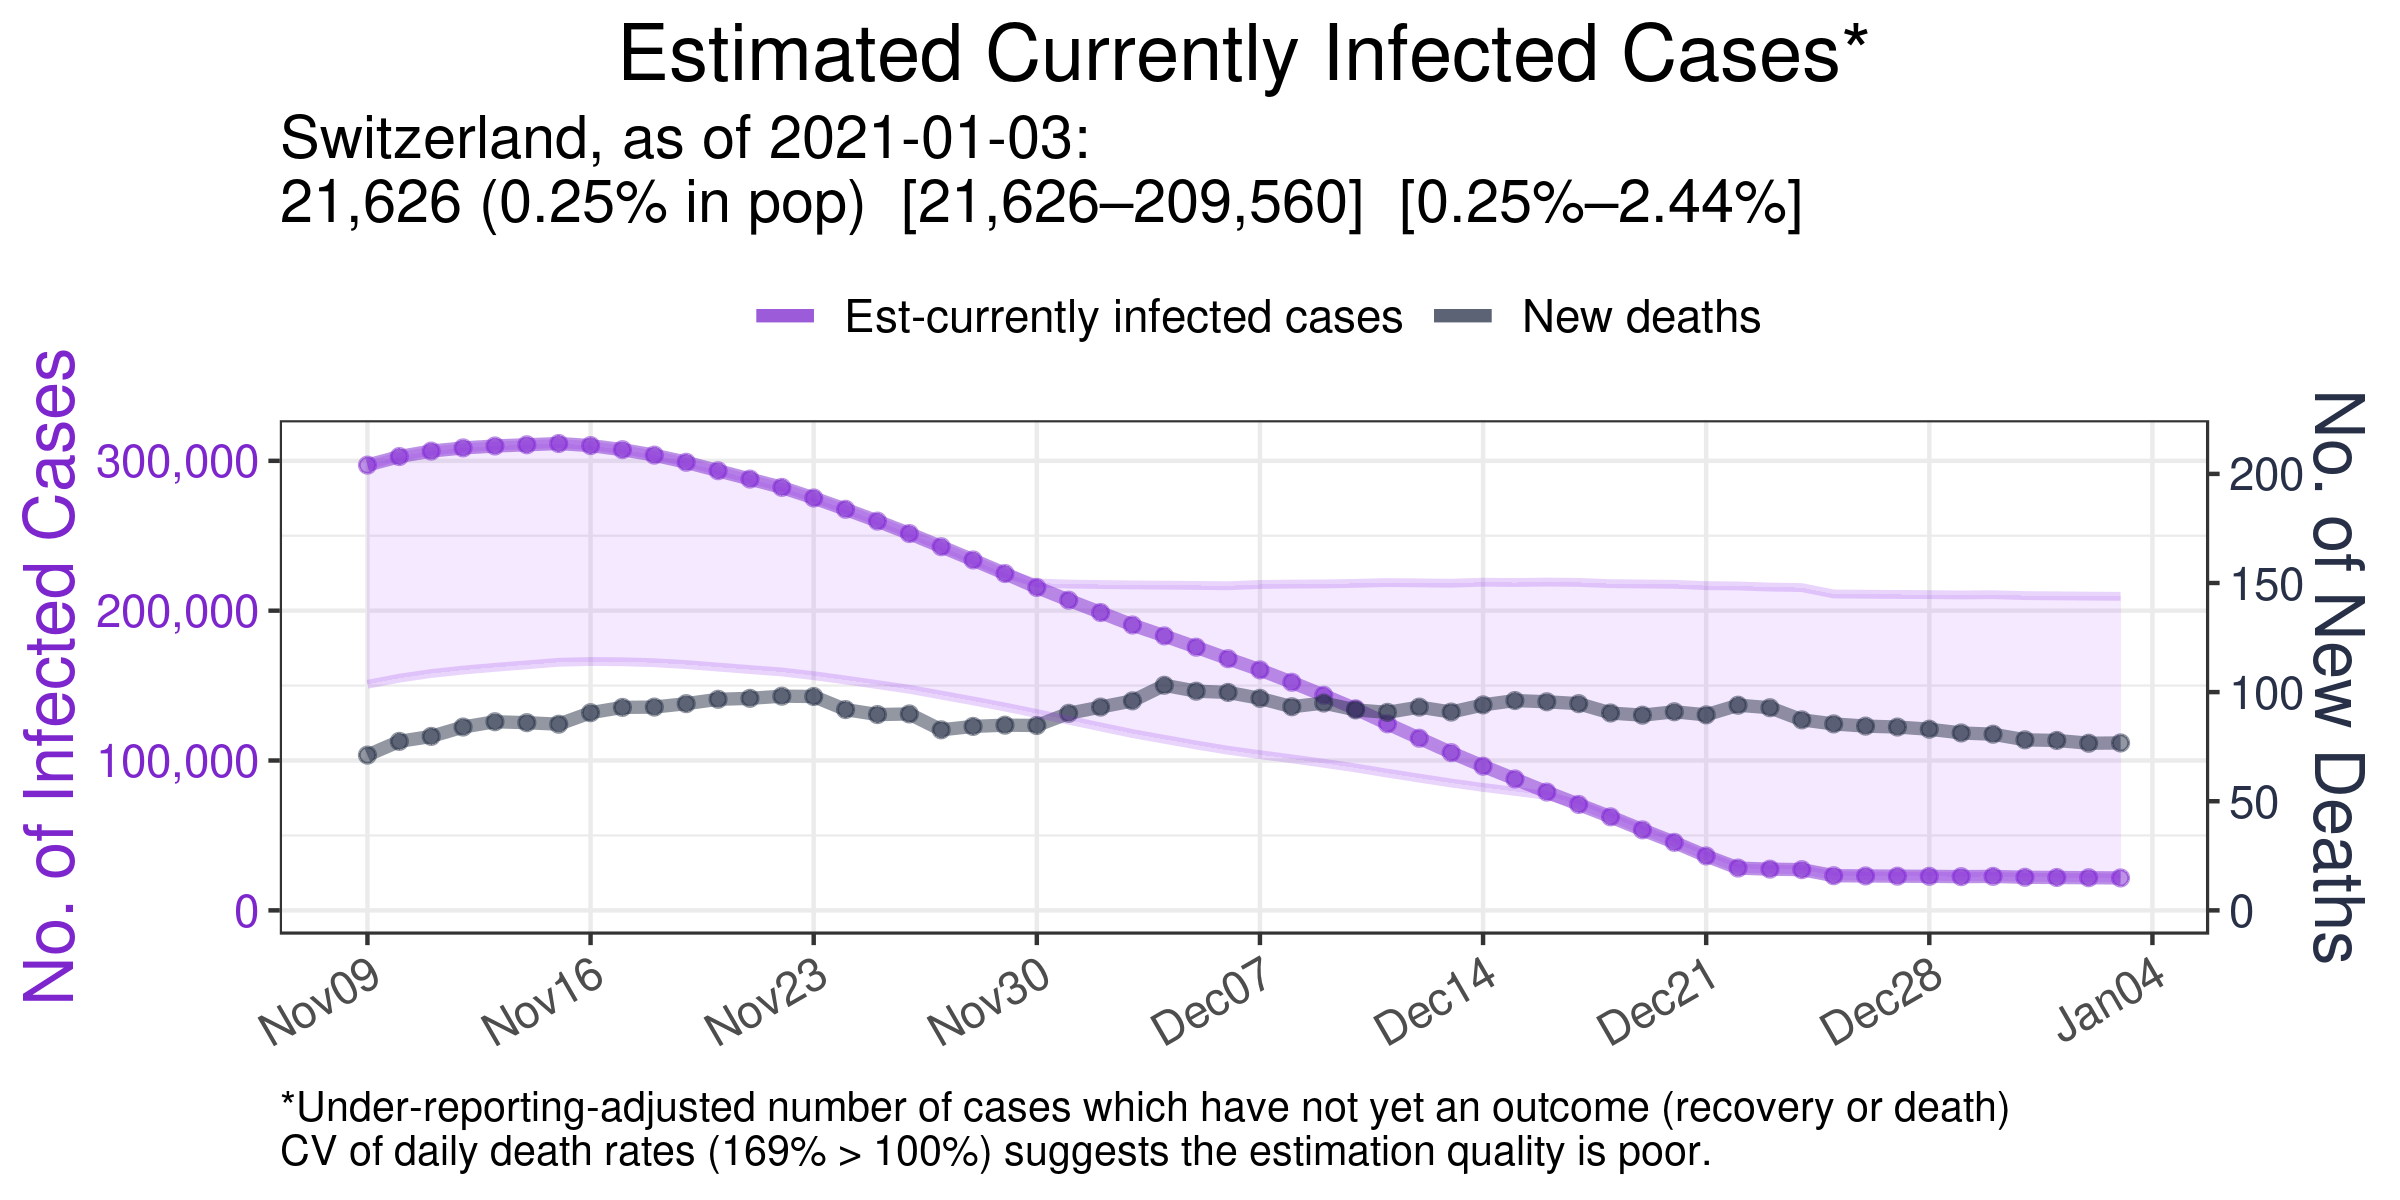 Estimated Currently Infected Cases*
Switzerland, as of 2021-01-03:
21,626 (0.25% in pop)  [21,626–209,560]  [0.25%–2.44%]
Est-currently infected cases
New deaths
No. of Infected Cases
300,000
200,000
100,000
0
200
150
100
50
0
No. of New Deaths
Nov09
Nov16
Nov23
Nov30
Dec07
Dec14
Dec21
Dec28
Jan04
*Under-reporting-adjusted number of cases which have not yet an outcome (recovery or death)
CV of daily death rates (169% > 100%) suggests the estimation quality is poor.